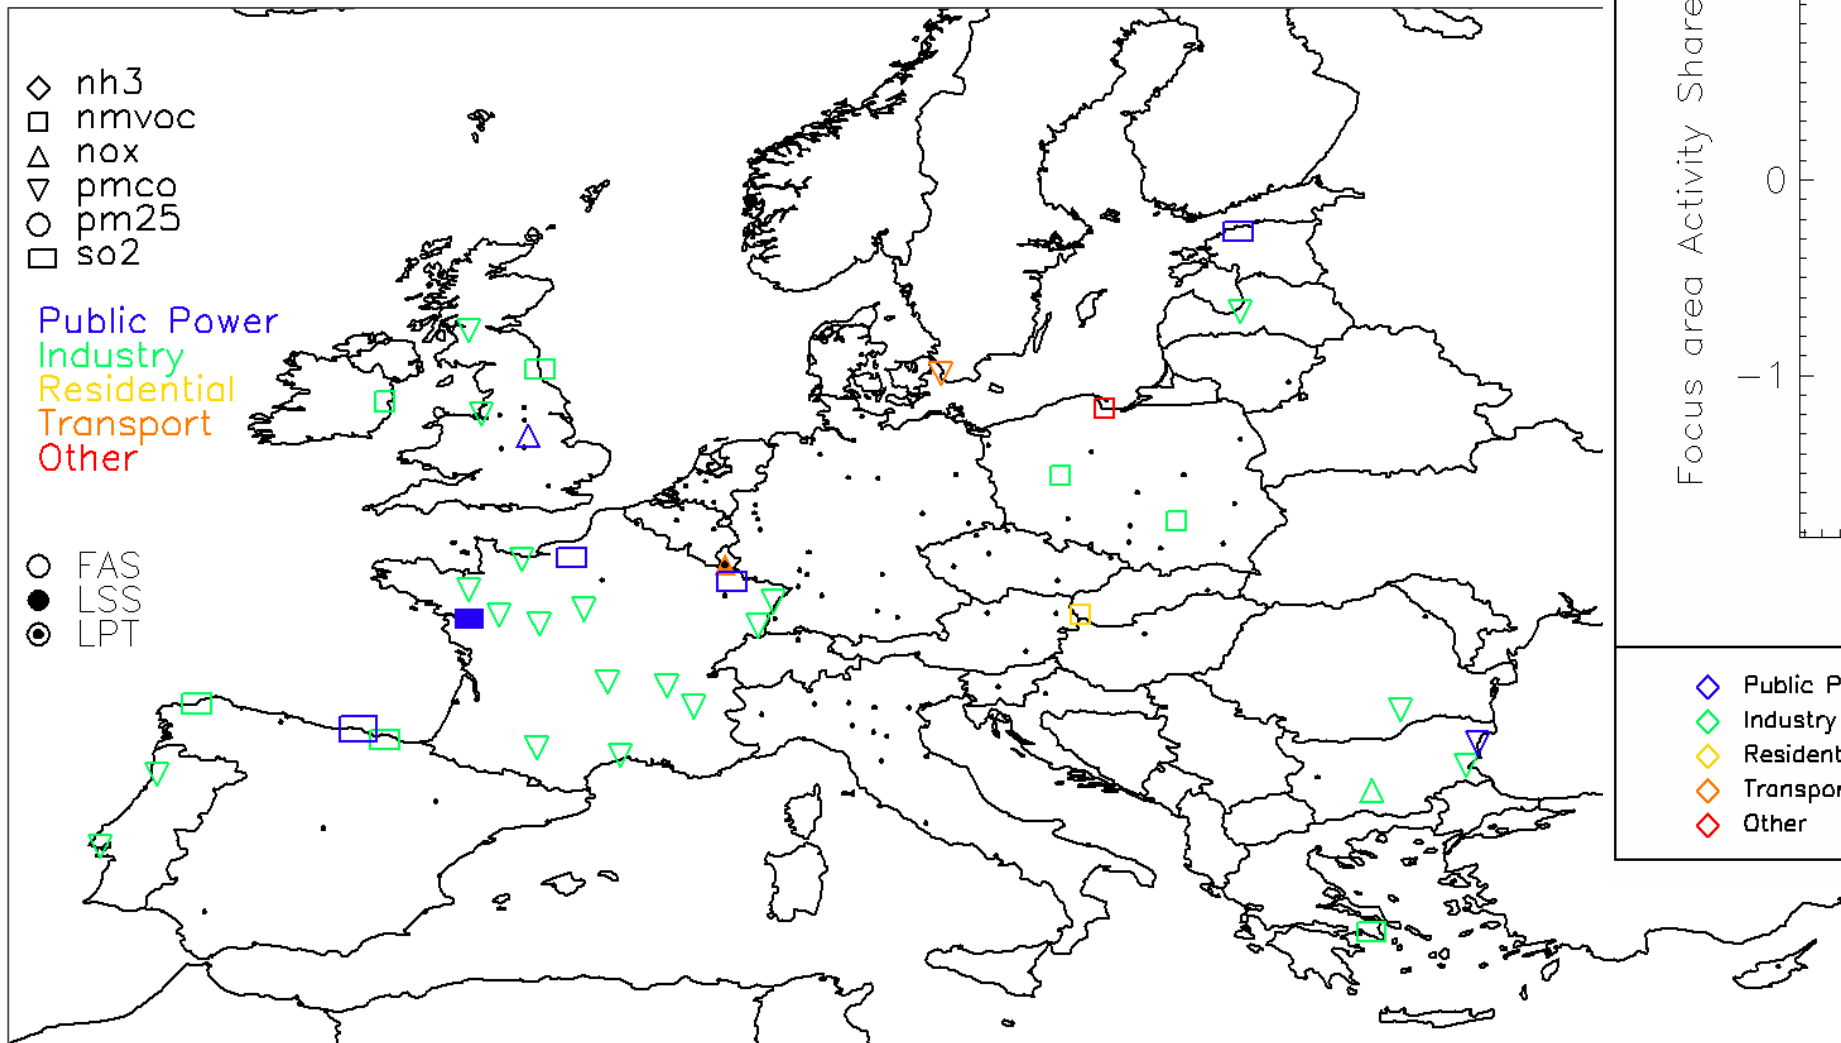 nh3
nmvoc
nox
pmco
pm25
so2
Public Power
Industry
Residential
Transport
Other
FAS
LSS
LPT
Focus area Activity Share
0
−1
Public P
Industry
Resident
Transpor
Other